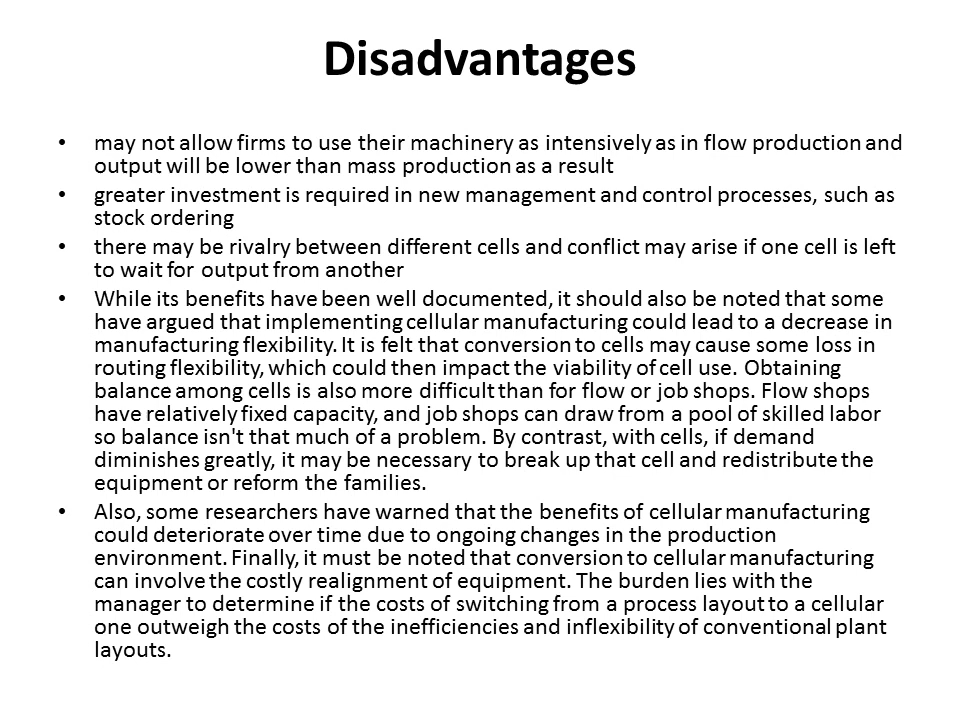 Disadvantages
• may not allow firms to use their machinery as intensively as in flow production and
output will be lower than mass production as a result
• greater investment is required in new management and control processes, such as
stock ordering
• there may be rivalry between different cells and conflict may arise if one cell is left
to wait for output from another
• While its benefits have been well documented, it should also be noted that some
have argued that implementing cellular manufacturing could lead to a decrease in
manufacturing flexibility. It is felt that conversion to cells may cause some loss in
routing flexibility, which could then impact the viability of cell use. Obtaining
balance among cells is also more difficult than for flow or job shops. Flow shops
have relatively fixed capacity, and job shops can draw from a pool of skilled labor
so balance isn't that much of a problem. By contrast, with cells, if demand
diminishes greatly, it may be necessary to break up that cell and redistribute the
equipment or reform the families.
• Also, some researchers have warned that the benefits of cellular manufacturing
could deteriorate over time due to ongoing changes in the production
environment. Finally, it must be noted that conversion to cellular manufacturing
can involve the costly realignment of equipment. The burden lies with the
manager to determine if the costs of switching from a process layout to a cellular
one outweigh the costs of the inefficiencies and inflexibility of conventional plant
layouts.